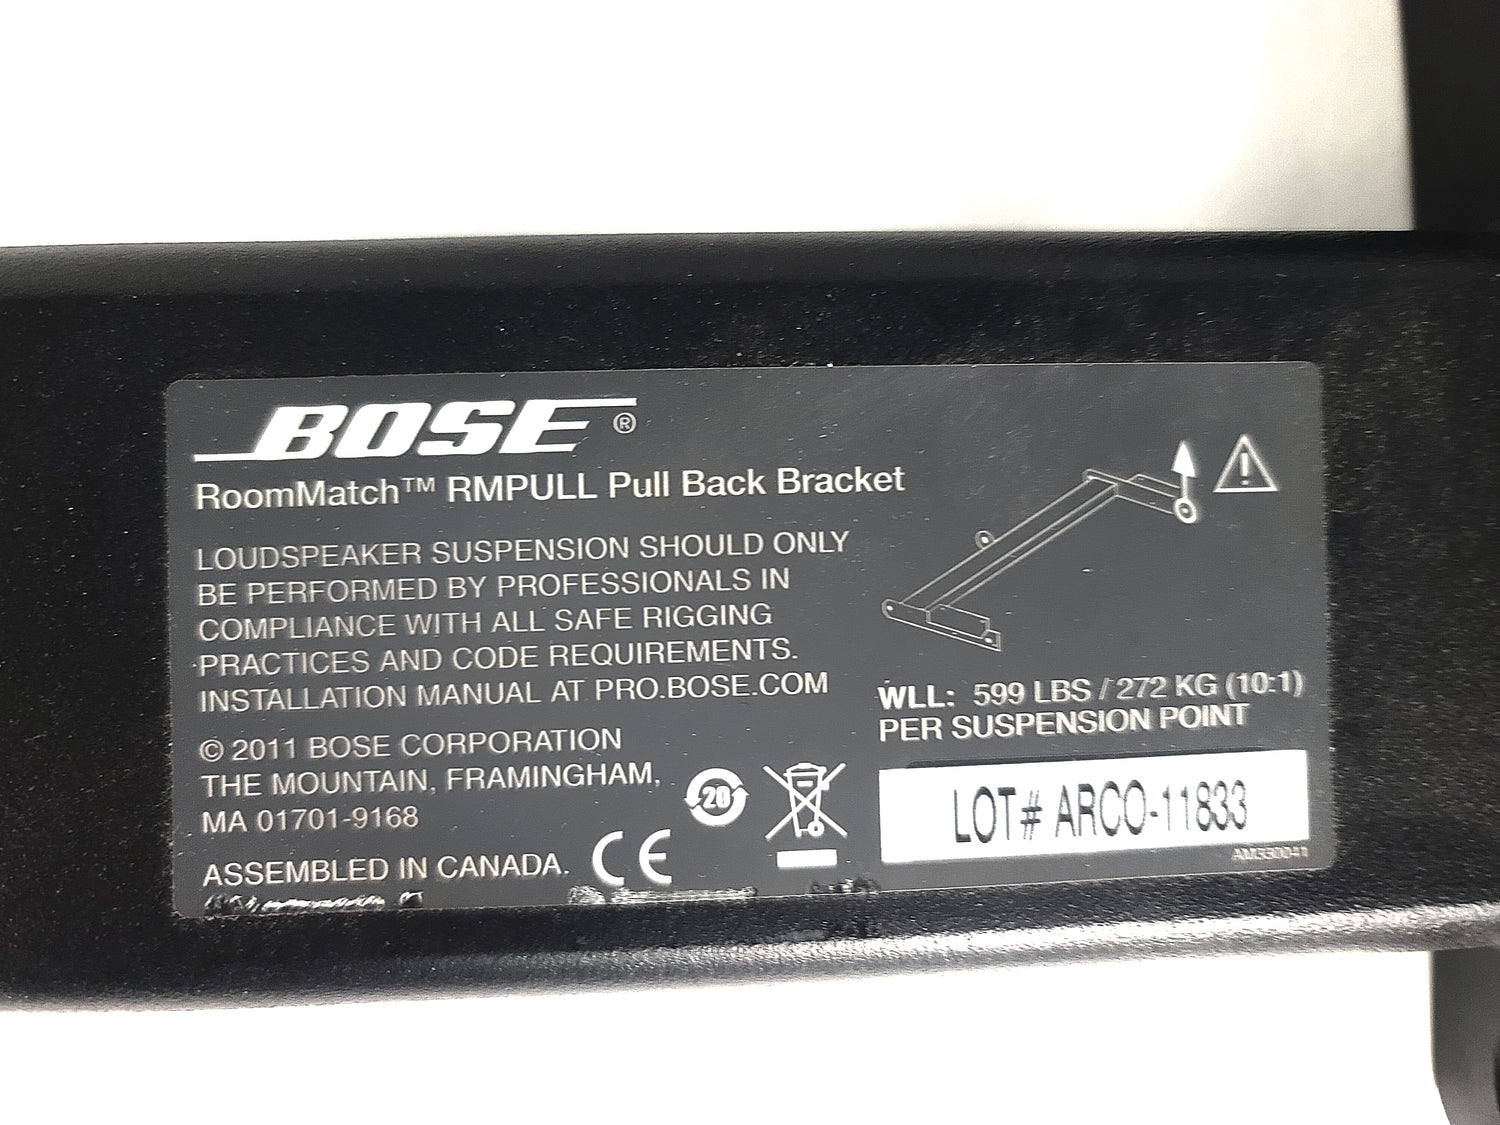 BOSE®
RoomMatch™ RMPULL Pull Back Bracket
LOUDSPEAKER SUSPENSION SHOULD ONLY
BE PERFORMED BY PROFESSIONALS IN
COMPLIANCE WITH ALL SAFE RIGGING
PRACTICES AND CODE REQUIREMENTS.
INSTALLATION MANUAL AT PRO.BOSE.COM
© 2011 BOSE CORPORATION
THE MOUNTAIN, FRAMINGHAM,
MA 01701-9168
ASSEMBLED IN CANADA.
CE
20
WLL: 599 LBS / 272 KG (10:1)
PER SUSPENSION POINT
LOT# ARCO-11833
AM330041